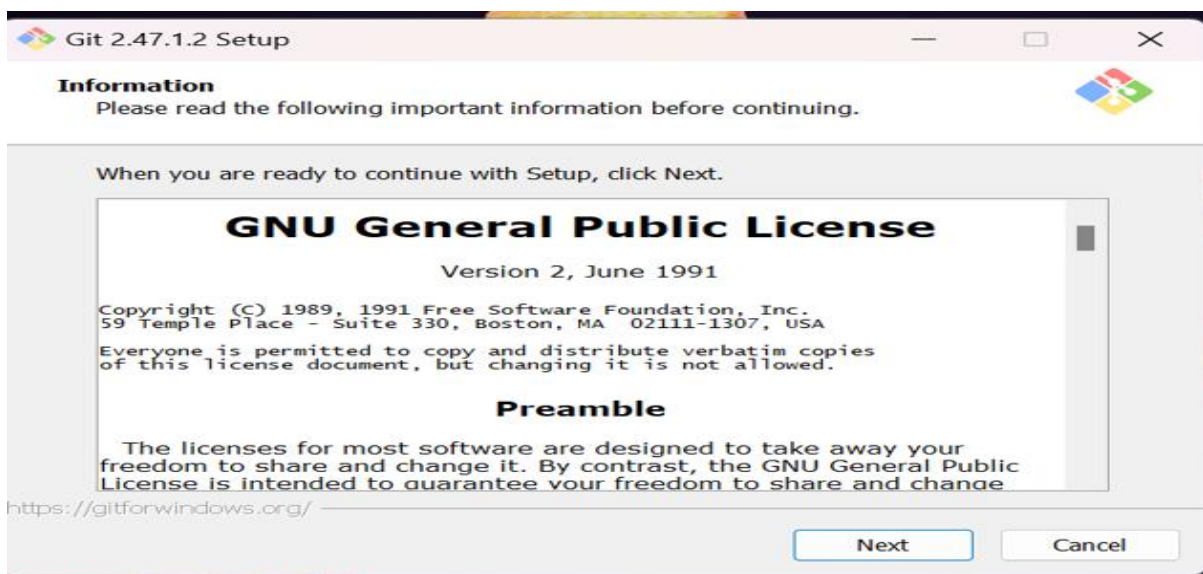 Git 2.47.1.2 Setup
Information
Please read the following important information before continuing.
When you are ready to continue with Setup, click Next.
GNU General Public License
Version 2, June 1991
Copyright (C) 1989, 1991 Free Software Foundation, Inc.
59 Temple Place - Suite 330, Boston, MA  02111-1307, USA
Everyone is permitted to copy and distribute verbatim copies
of this license document, but changing it is not allowed.
Preamble
The licenses for most software are designed to take away your
freedom to share and change it. By contrast, the GNU General Public
License is intended to guarantee your freedom to share and change
https://gitforwindows.org/
Next
Cancel